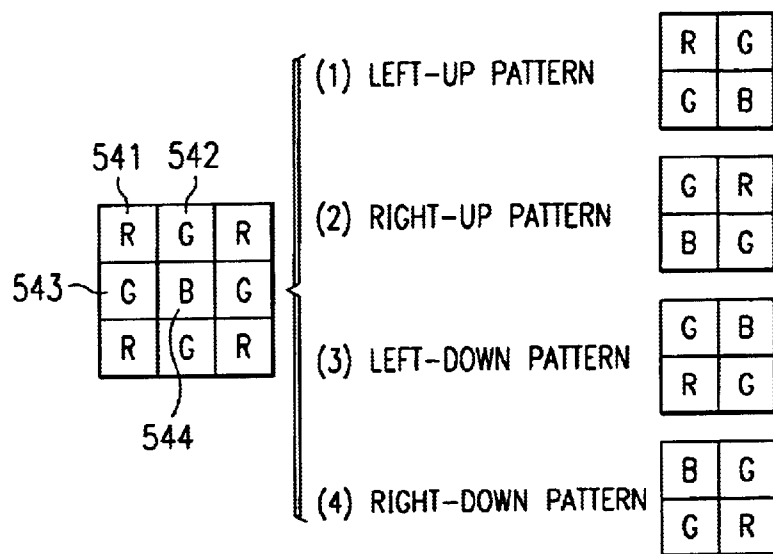 541 542
R G R
543 G B G
R G R
544
(1) LEFT-UP PATTERN
R G
G B
(2) RIGHT-UP PATTERN
G R
B G
(3) LEFT-DOWN PATTERN
G B
R G
(4) RIGHT-DOWN PATTERN
B G
G R